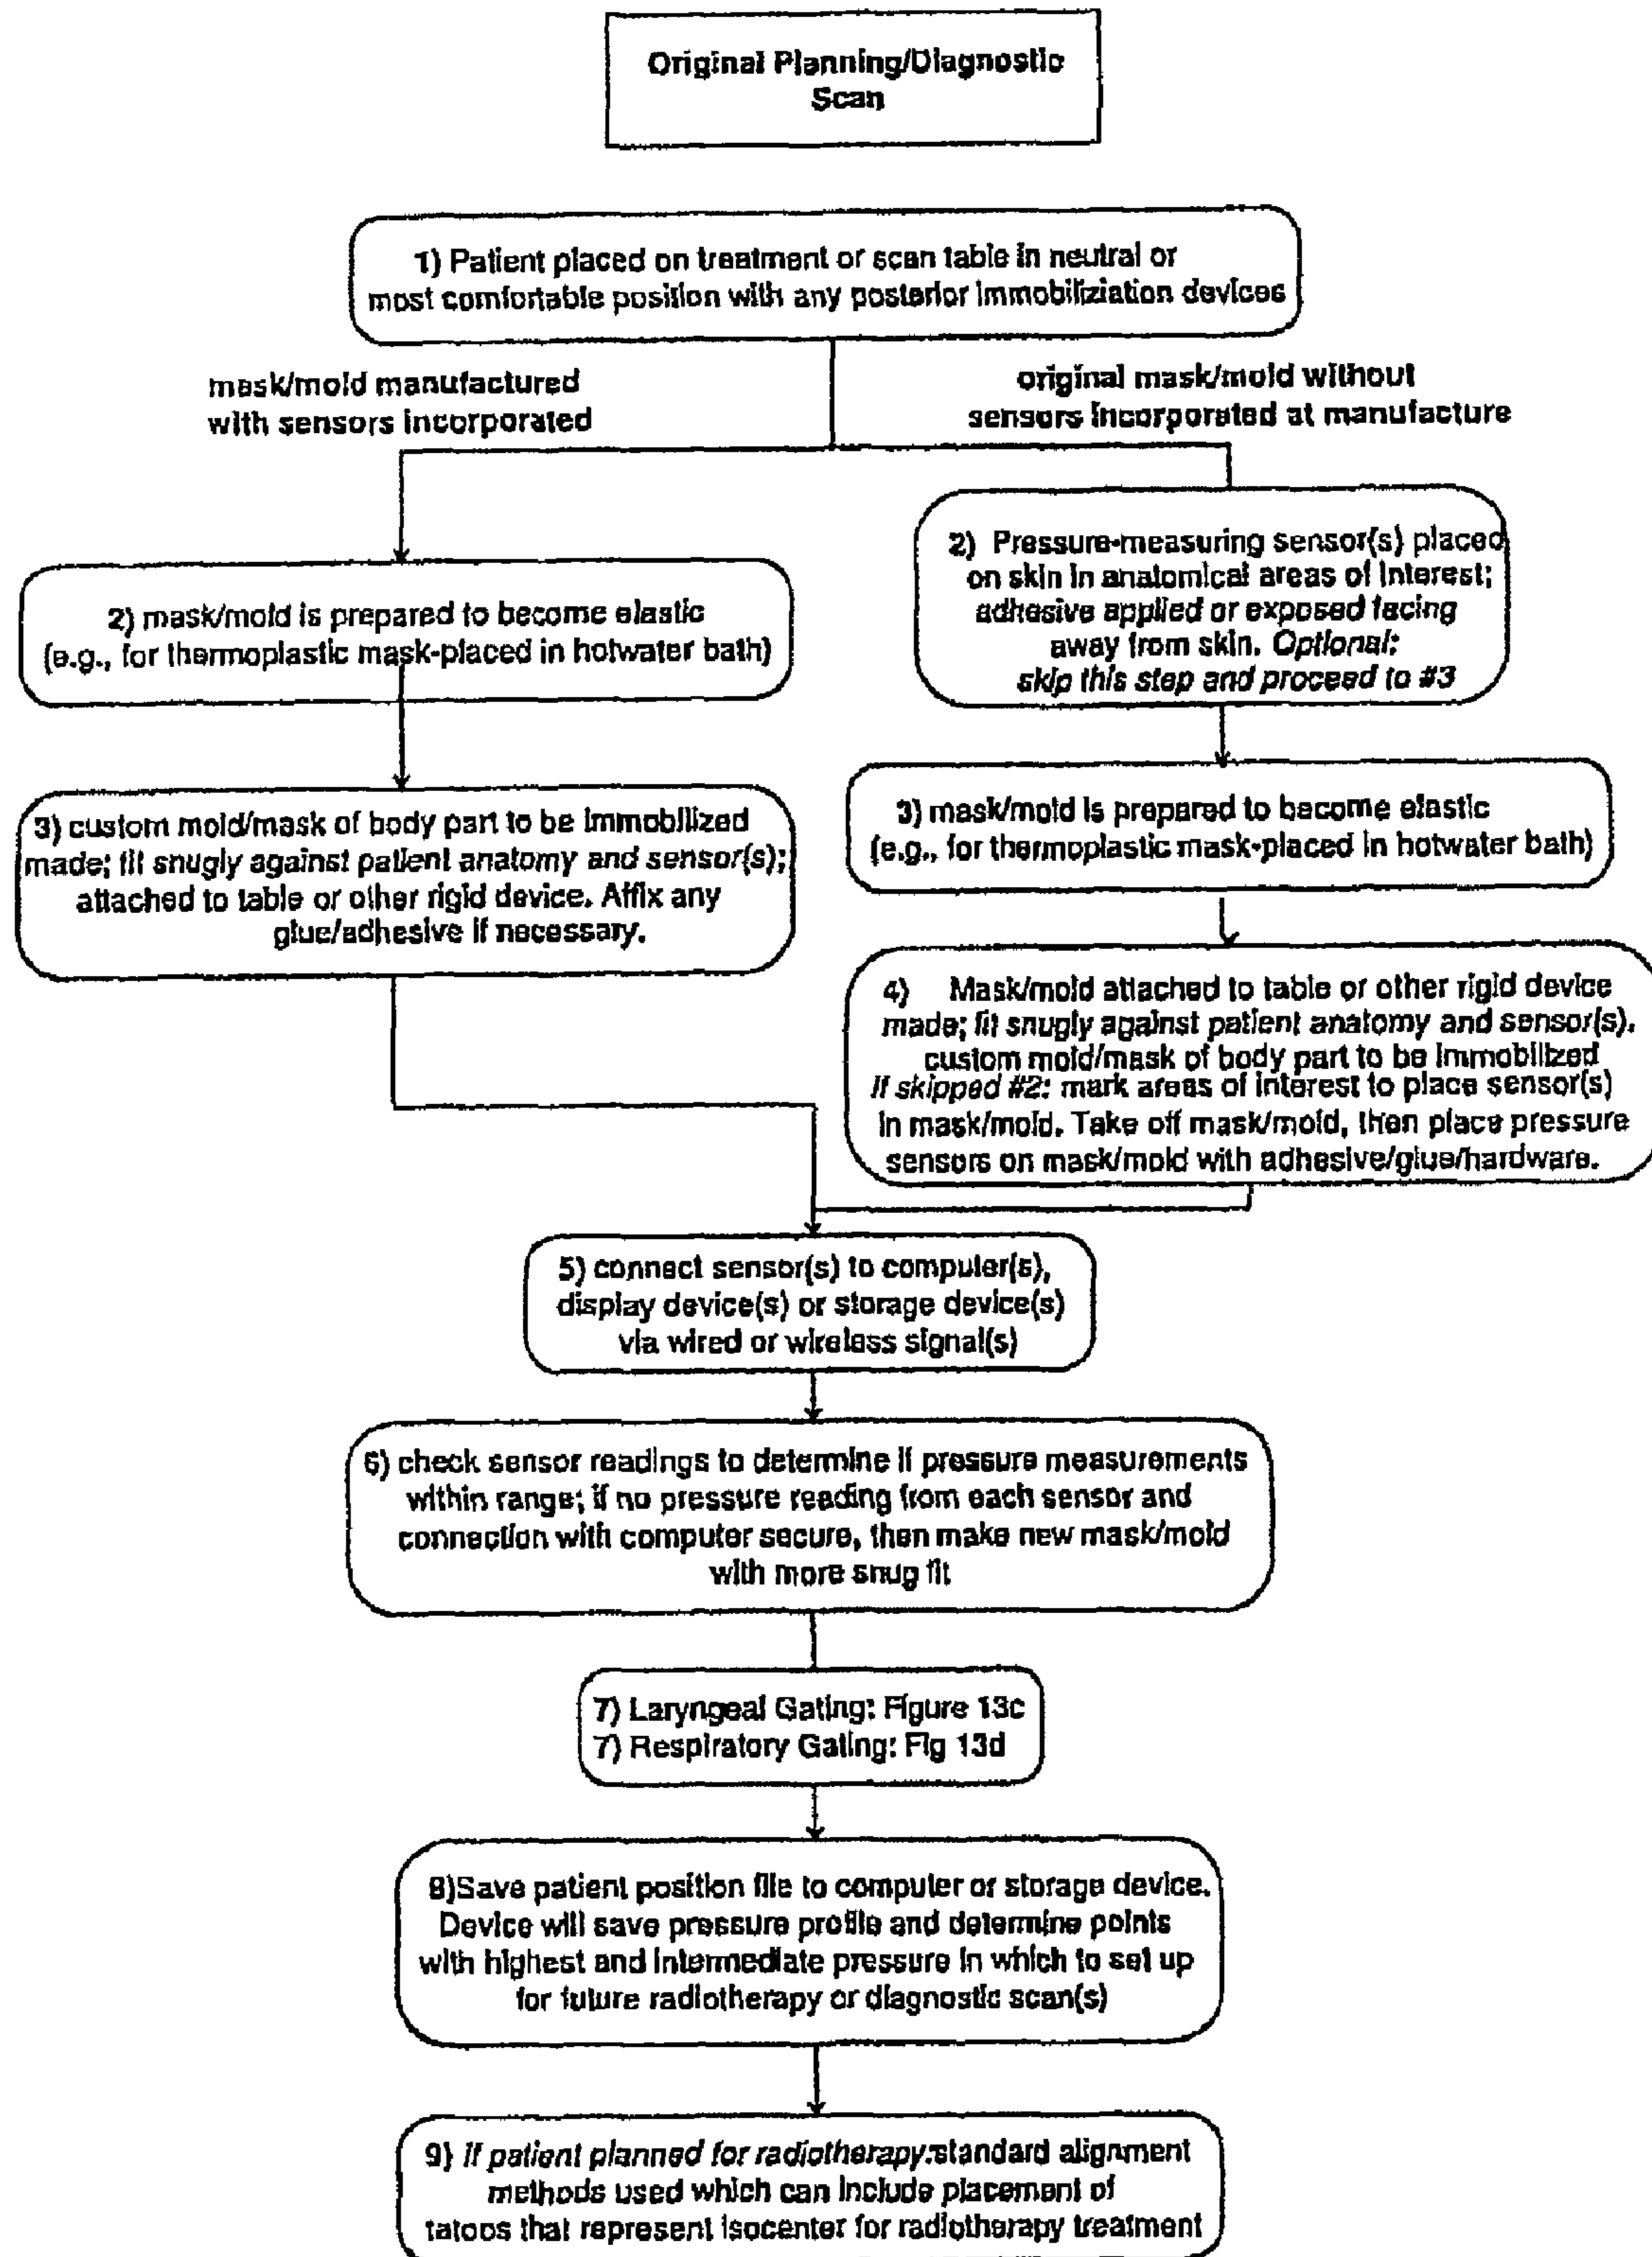 Original Planning/Diagnostic
Scan
1) Patient placed on treatment or scan table in neutral or
most comfortable position with any posterior immobiliziation devices
mask/mold manufactured
with sensors incorporated
original mask/mold without
sensors incorporated at manufacture
2) mask/mold is prepared to become elastic
(e.g., for thermoplastic mask-placed in hotwater bath)
3) custom mold/mask of body part to be immobilized
made; fit snugly against patient anatomy and sensor(s);
attached to table or other rigid device. Affix any
glue/adhesive if necessary.
2) Pressure-measuring sensor(s) placed
on skin in anatomical areas of interest;
adhesive applied or exposed facing
away from skin. Optional:
skip this step and proceed to #3
3) mask/mold is prepared to become elastic
(e.g., for thermoplastic mask-placed in hotwater bath)
4) Mask/mold attached to table or other rigid device
made; fit snugly against patient anatomy and sensor(s).
custom mold/mask of body part to be immobilized
If skipped #2: mark areas of interest to place sensor(s)
in mask/mold. Take off mask/mold, then place pressure
sensors on mask/mold with adhesive/glue/hardware.
5) connect sensor(s) to computer(s),
display device(s) or storage device(s)
via wired or wireless signal(s)
6) check sensor readings to determine if pressure measurements
within range; if no pressure reading from each sensor and
connection with computer secure, then make new mask/mold
with more snug fit
7) Laryngeal Gating: Figure 13c
7) Respiratory Gating: Fig 13d
8)Save patient position file to computer or storage device.
Device will save pressure profile and determine points
with highest and intermediate pressure in which to set up
for future radiotherapy or diagnostic scan(s)
9) If patient planned for radiotherapy:standard alignment
methods used which can include placement of
tatoos that represent isocenter for radiotherapy treatment